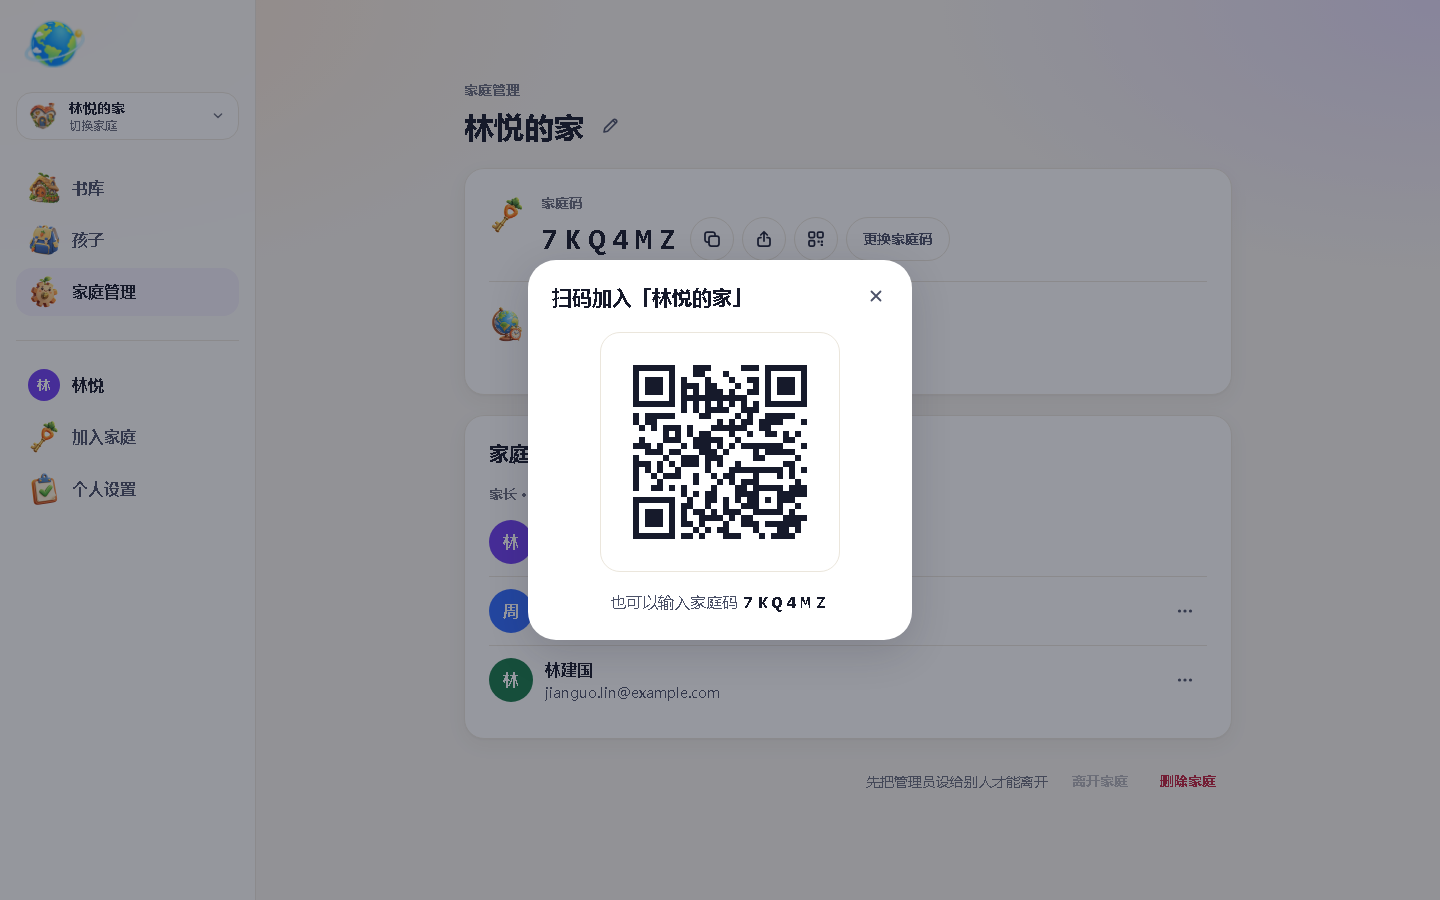 林悦的家
切换家庭
书库
孩子
家庭管理
林 林悦
加入家庭
个人设置
家庭管理
林悦的家
家庭码
7KQ4MZ
更换家庭码
扫码加入「林悦的家」
也可以输入家庭码 7KQ4MZ
家庭
家长 •
林
周
林 林建国
jianguo.lin@example.com
先把管理员设给别人才能离开 离开家庭 删除家庭